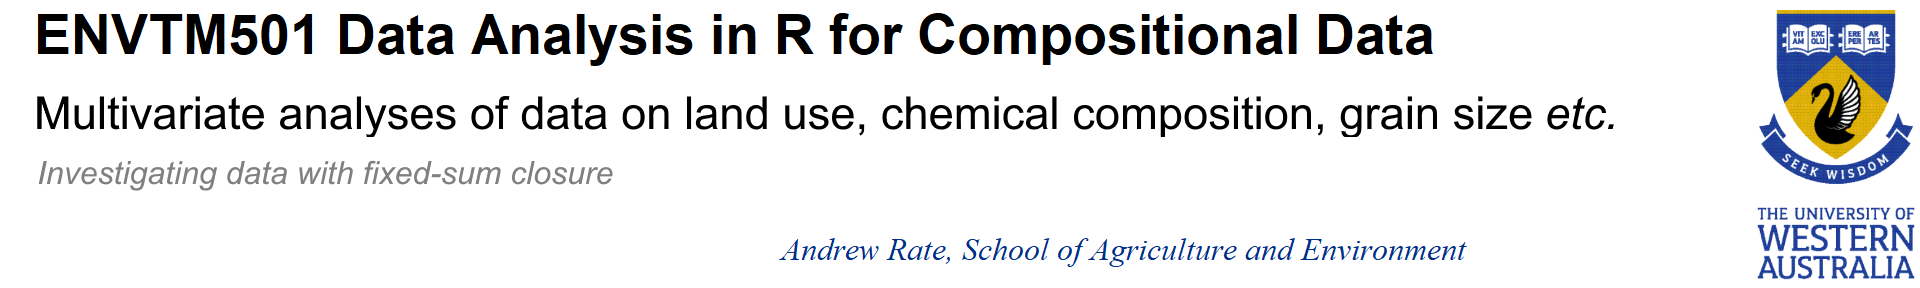 ENVTM501 Data Analysis in R for Compositional Data
Multivariate analyses of data on land use, chemical composition, grain size etc.
Investigating data with fixed-sum closure
Andrew Rate, School of Agriculture and Environment
VIT EXC ERE AR
AM OLU PER TES
SEEK WISDOM
THE UNIVERSITY OF
WESTERN
AUSTRALIA